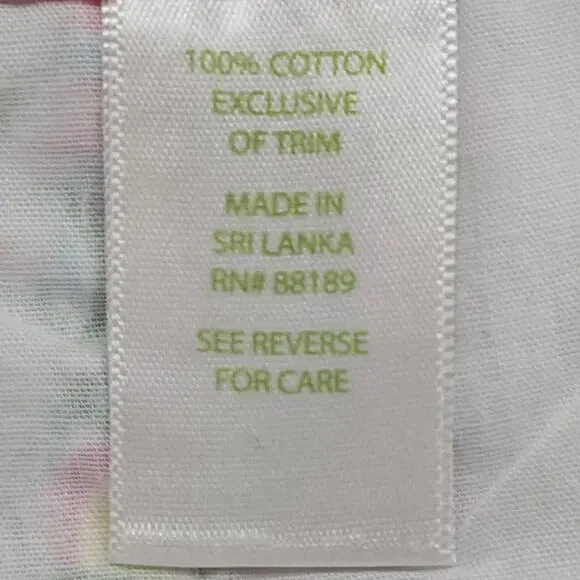 100% COTTON
EXCLUSIVE
OF TRIM
MADE IN
SRI LANKA
RN# 88189
SEE REVERSE
FOR CARE